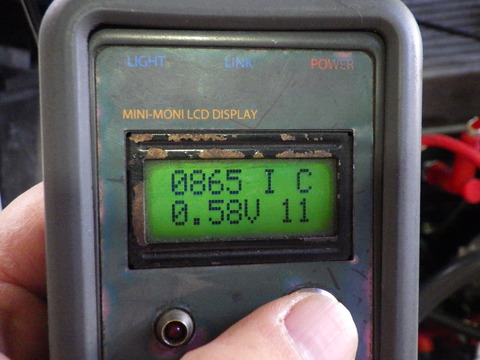 LIGHT LINK POWER
MINI-MONI LCD DISPLAY
0865 I C
0.58V 11